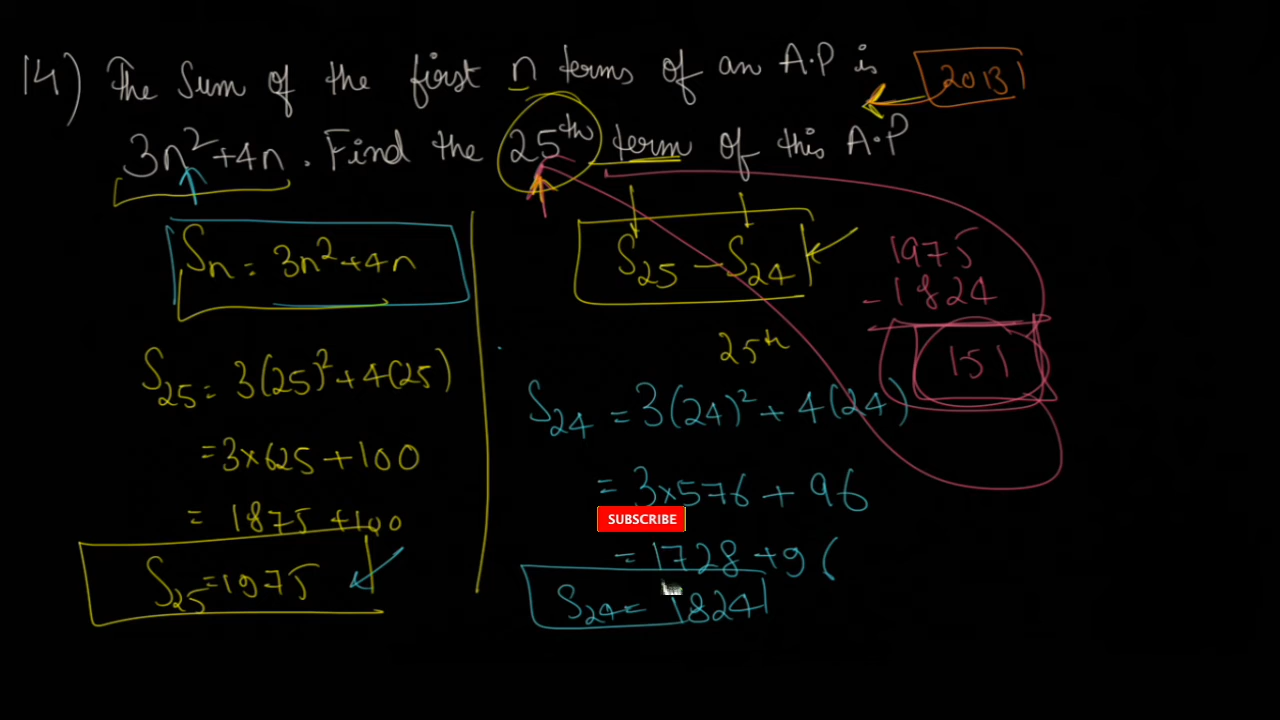 14) The Sum of the first n terms of an A.P is
2013
3n²+4n. Find the 25th term of this A.P
Sn = 3n²+4n
S25 = 3(25)²+4(25)
=3×625+100
= 1875+100
S25=1975
S25 - S24
25th
S24 = 3(24)²+4(24)
= 3×576 + 96
SUBSCRIBE
= 1728+96
S24= 1824
1975
-1824
151